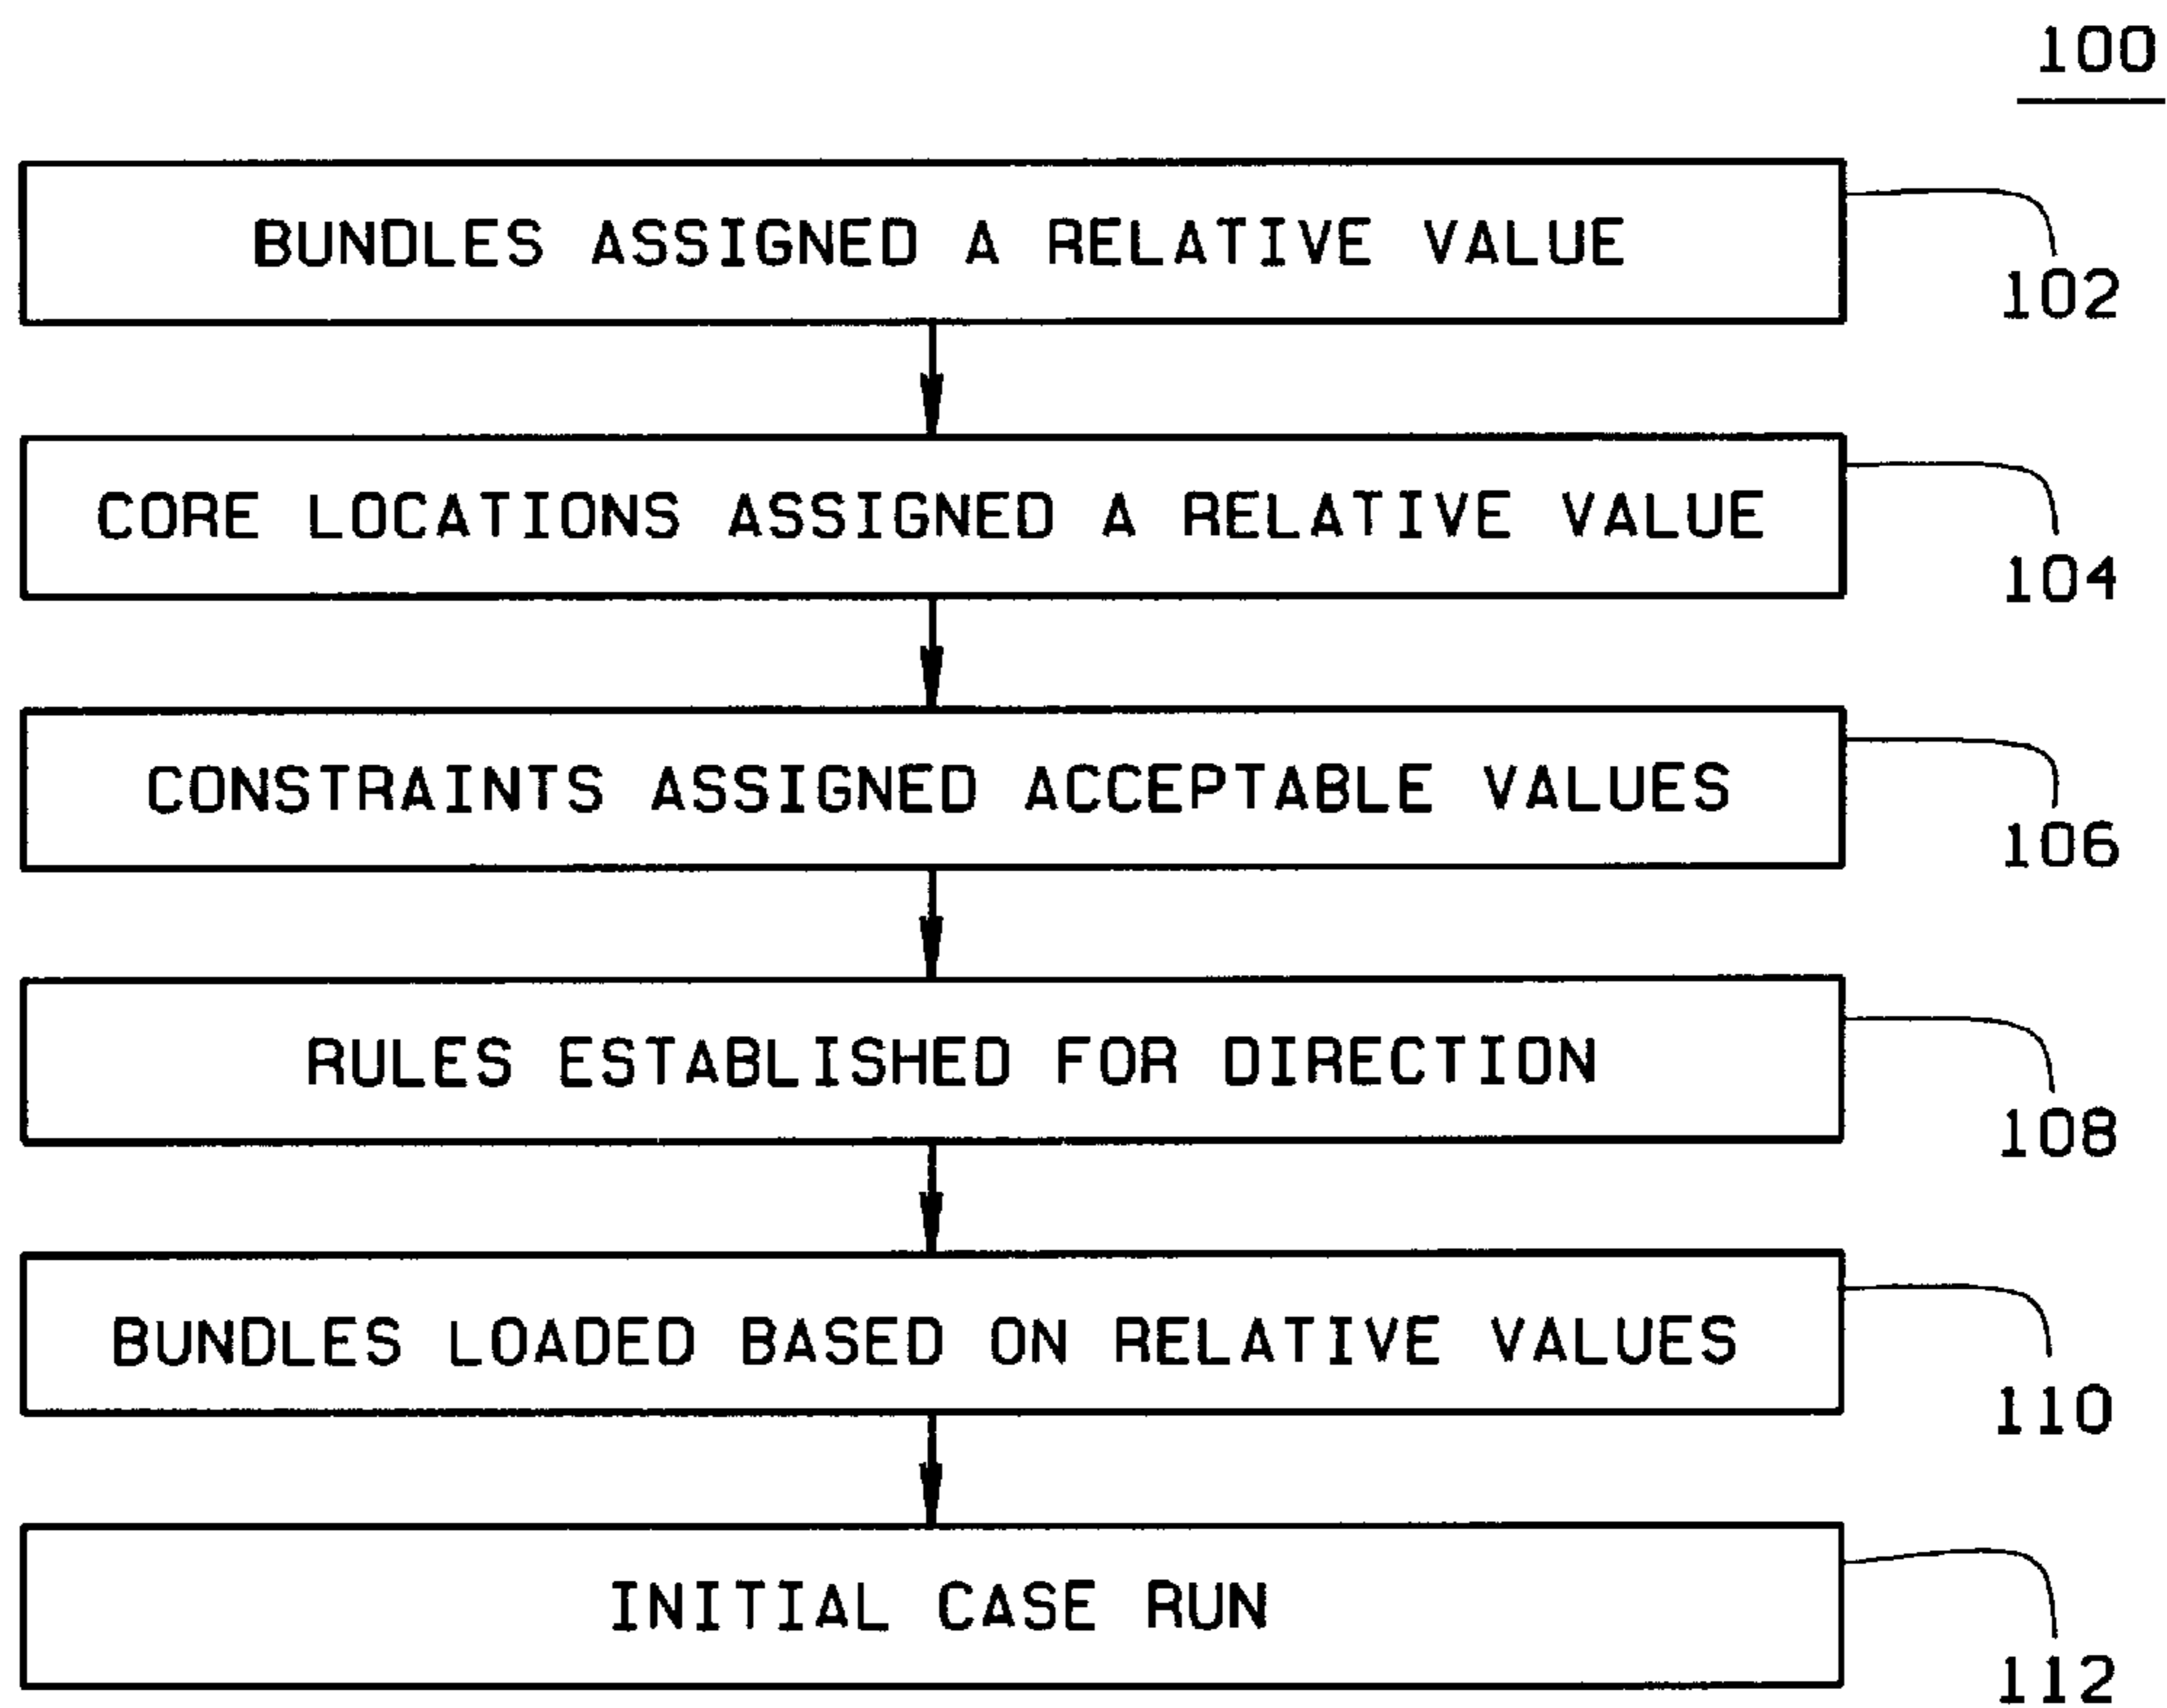 100
BUNDLES ASSIGNED A RELATIVE VALUE
102
CORE LOCATIONS ASSIGNED A RELATIVE VALUE
104
CONSTRAINTS ASSIGNED ACCEPTABLE VALUES
106
RULES ESTABLISHED FOR DIRECTION
108
BUNDLES LOADED BASED ON RELATIVE VALUES
110
INITIAL CASE RUN
112